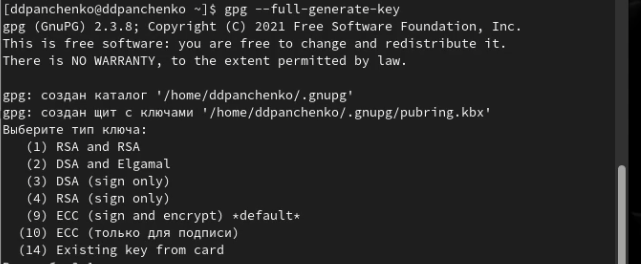 [ddpanchenko@ddpanchenko ~]$ gpg --full-generate-key
gpg (GnuPG) 2.3.8; Copyright (C) 2021 Free Software Foundation, Inc.
This is free software: you are free to change and redistribute it.
There is NO WARRANTY, to the extent permitted by law.

gpg: создан каталог '/home/ddpanchenko/.gnupg'
gpg: создан щит с ключами '/home/ddpanchenko/.gnupg/pubring.kbx'
Выберите тип ключа:
   (1) RSA and RSA
   (2) DSA and Elgamal
   (3) DSA (sign only)
   (4) RSA (sign only)
   (9) ECC (sign and encrypt) *default*
  (10) ECC (только для подписи)
  (14) Existing key from card